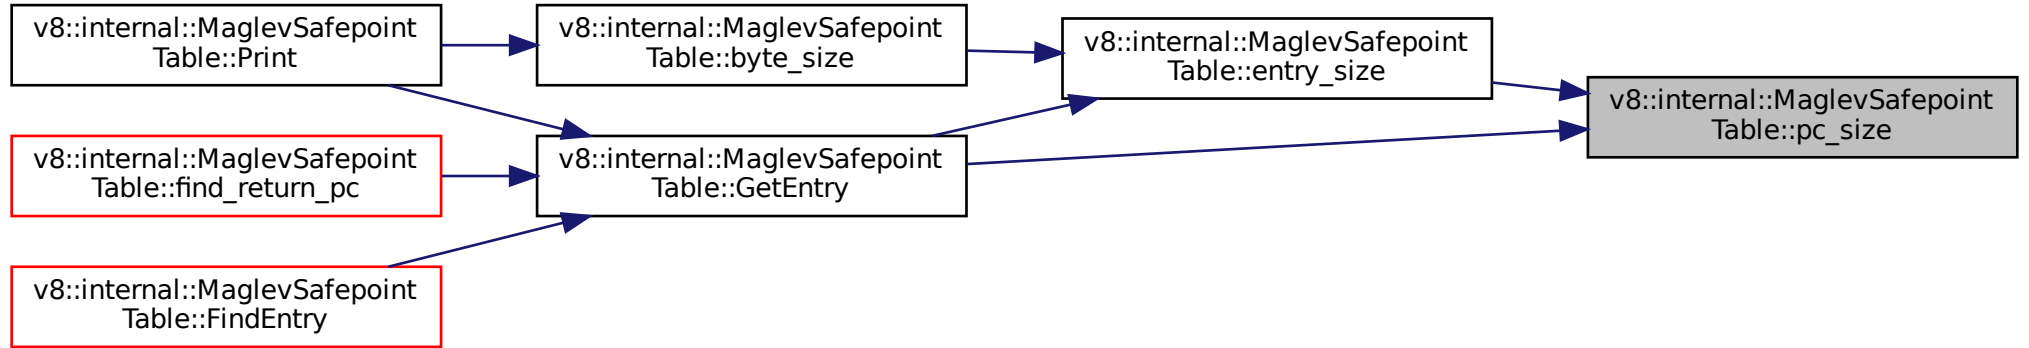 v8::internal::MaglevSafepoint
Table::Print
v8::internal::MaglevSafepoint
Table::byte_size
v8::internal::MaglevSafepoint
Table::entry_size
v8::internal::MaglevSafepoint
Table::pc_size
v8::internal::MaglevSafepoint
Table::find_return_pc
v8::internal::MaglevSafepoint
Table::GetEntry
v8::internal::MaglevSafepoint
Table::FindEntry